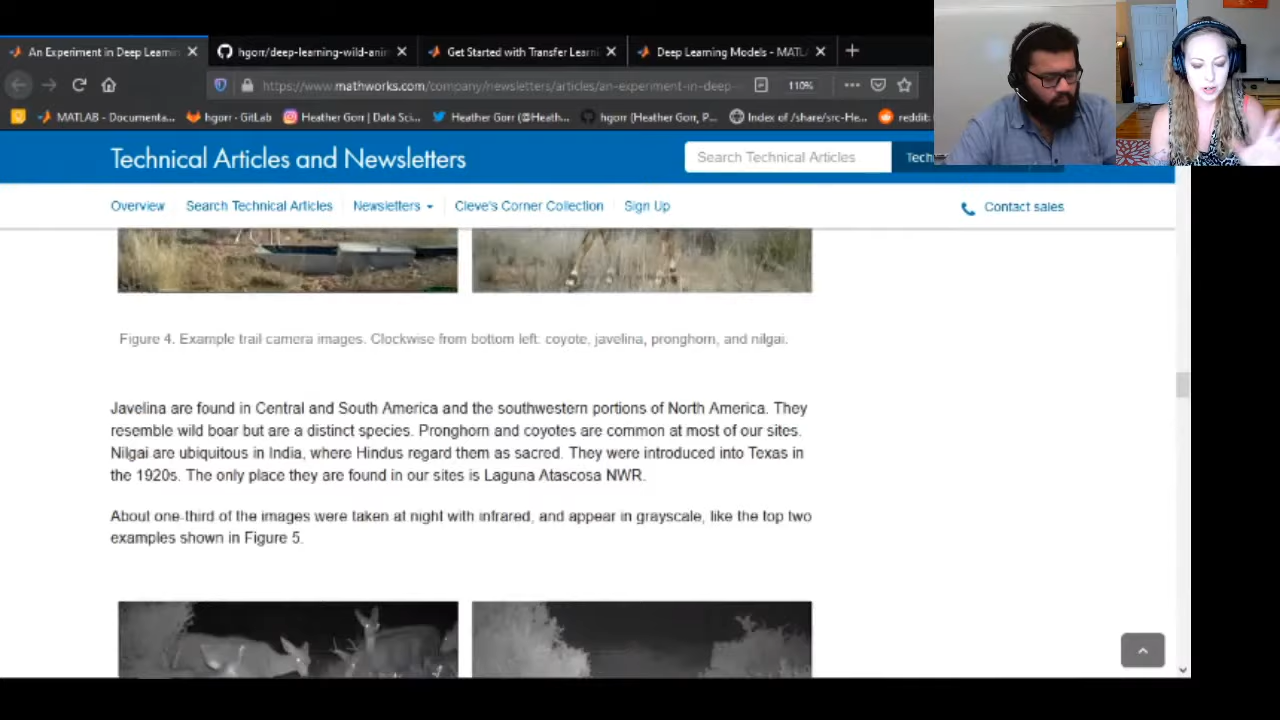 An Experiment in Deep Learnin
hgorr/deep-learning-wild-anir
Get Started with Transfer Learni
Deep Learning Models - MATL
https://www.mathworks.com/company/newsletters/articles/an-experiment-in-deep-
110%
MATLAB - Documenta...
hgorr · GitLab
Heather Gorr | Data Sci...
Heather Gorr (@Heath...
hgorr (Heather Gorr, P...
Index of /share/src-He...
reddit:
Technical Articles and Newsletters
Search Technical Articles
Tech
Overview
Search Technical Articles
Newsletters
Cleve's Corner Collection
Sign Up
Contact sales
Figure 4. Example trail camera images. Clockwise from bottom left: coyote, javelina, pronghorn, and nilgai.
Javelina are found in Central and South America and the southwestern portions of North America. They
resemble wild boar but are a distinct species. Pronghorn and coyotes are common at most of our sites.
Nilgai are ubiquitous in India, where Hindus regard them as sacred. They were introduced into Texas in
the 1920s. The only place they are found in our sites is Laguna Atascosa NWR.
About one-third of the images were taken at night with infrared, and appear in grayscale, like the top two
examples shown in Figure 5.